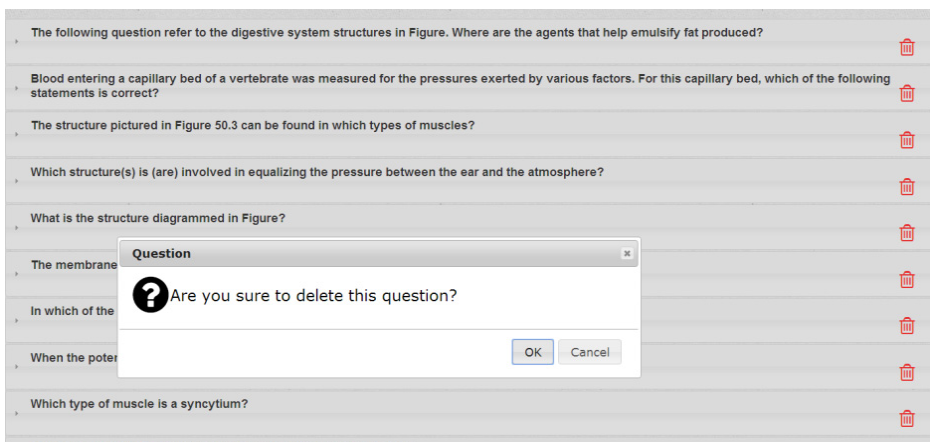 The following question refer to the digestive system structures in Figure. Where are the agents that help emulsify fat produced?
Blood entering a capillary bed of a vertebrate was measured for the pressures exerted by various factors. For this capillary bed, which of the following
statements is correct?
The structure pictured in Figure 50.3 can be found in which types of muscles?
Which structure(s) is (are) involved in equalizing the pressure between the ear and the atmosphere?
What is the structure diagrammed in Figure?
The membrane
In which of the
When the poten
Which type of muscle is a syncytium?
Question
Are you sure to delete this question?
OK Cancel